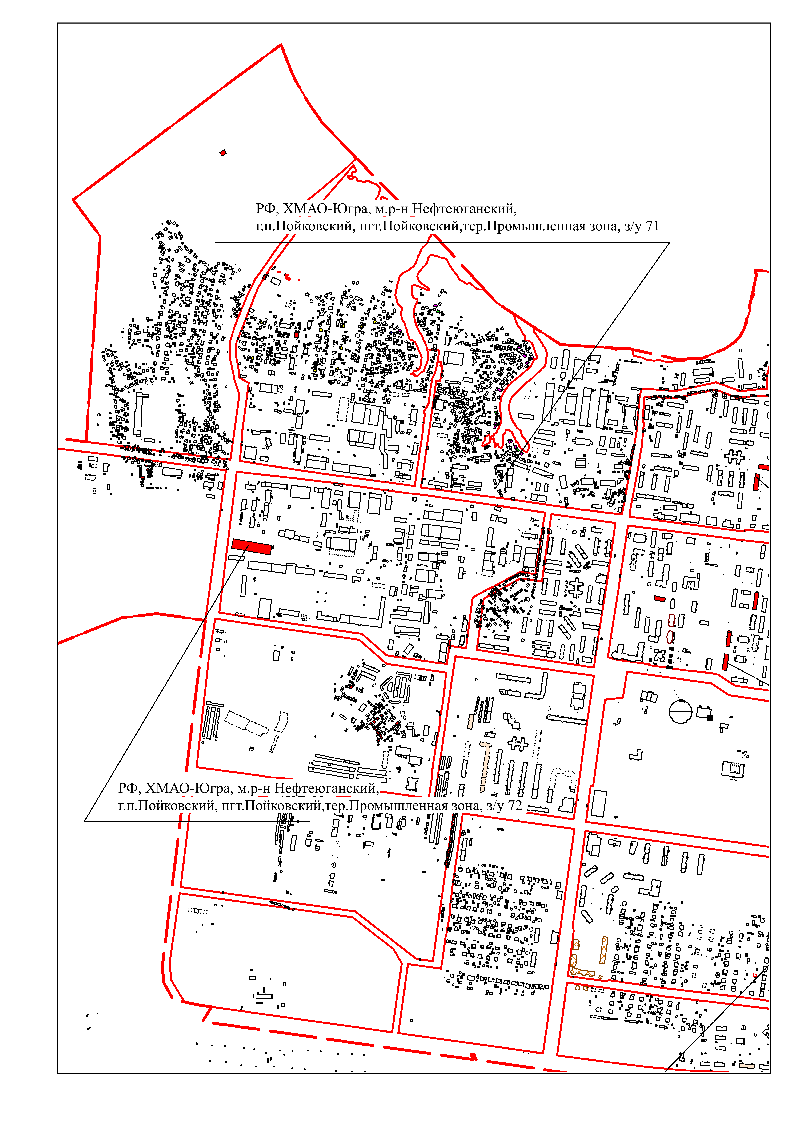 РФ, ХМАО-Югра, м.р-н Нефтеюганский,
г.п.Пойковский, пгт.Пойковский,тер.Промышленная зона, з/у 71
РФ, ХМАО-Югра, м.р-н Нефтеюганский,
г.п.Пойковский, пгт.Пойковский,тер.Промышленная зона, з/у 72